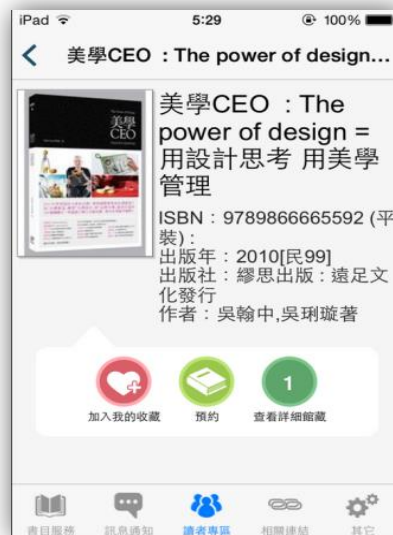 iPad 5:29 100%
美學CEO : The power of design...
美學
CEO
美學CEO : The
power of design =
用設計思考 用美學
管理
ISBN：9789866665592 (平
裝)：
出版年：2010[民99]
出版社：繆思出版：遠足文
化發行
作者：吳翰中,吳琍璇著
1
加入我的收藏 預約 查看詳細館藏
書目服務 訊息通知 讀者專區 相關連結 其它